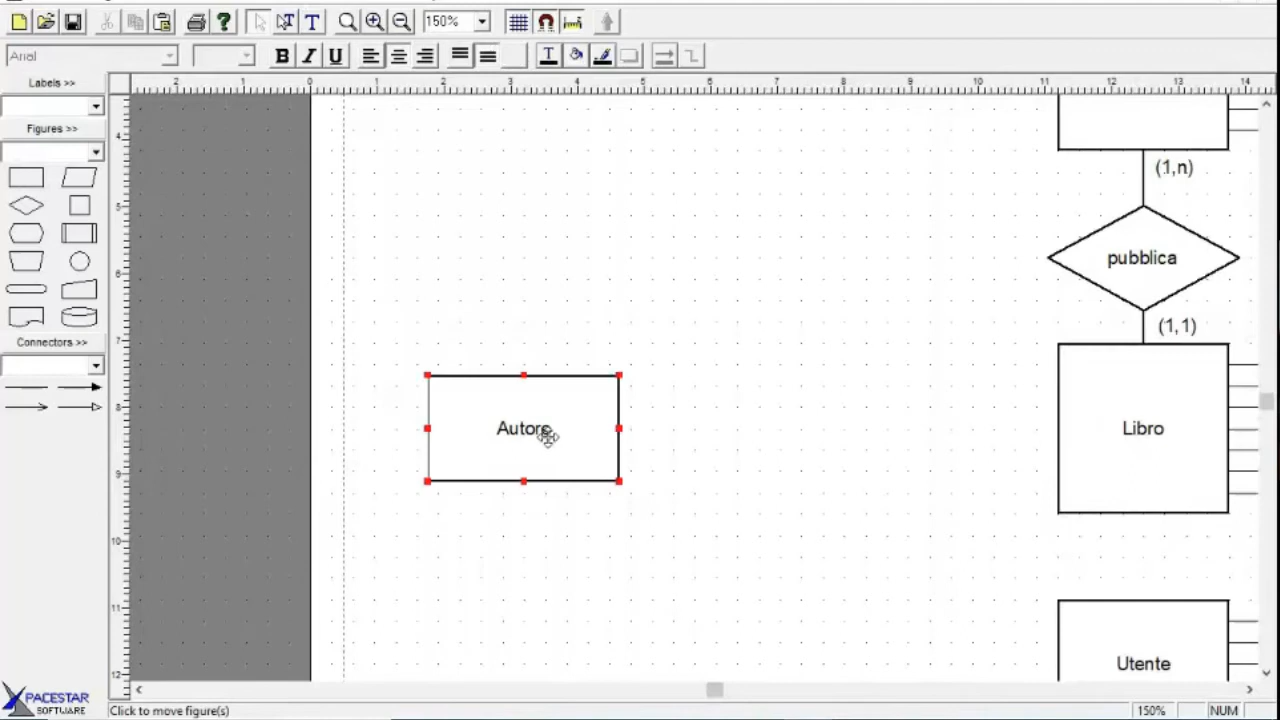 150%
Arial
B I U
Labels >>
Figures >>
Connectors >>
2 1 0 1 2 3 4 5 6 7 8 9 10 11 12 13 14
4
5
6
7
8
9
10
11
12
(1,n)
pubblica
(1,1)
Autore
Libro
Utente
PACESTAR
SOFTWARE
Click to move figure(s)
150%
NUM